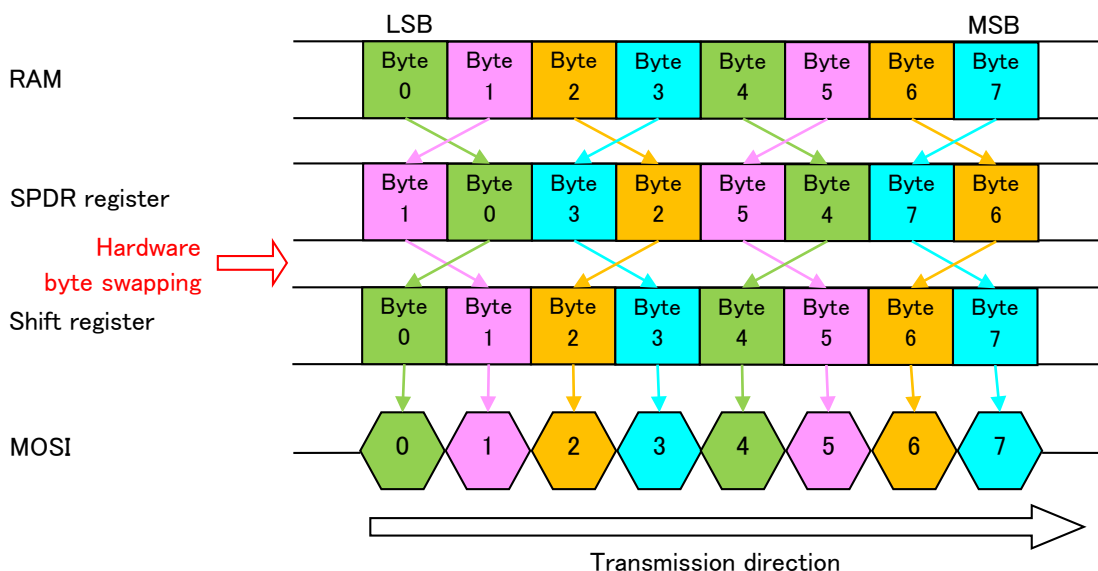 LSB MSB
RAM
Byte Byte Byte Byte Byte Byte Byte Byte
0 1 2 3 4 5 6 7
SPDR register
Byte Byte Byte Byte Byte Byte Byte Byte
1 0 3 2 5 4 7 6
Hardware
byte swapping
Shift register
Byte Byte Byte Byte Byte Byte Byte Byte
0 1 2 3 4 5 6 7
MOSI
0 1 2 3 4 5 6 7
Transmission direction